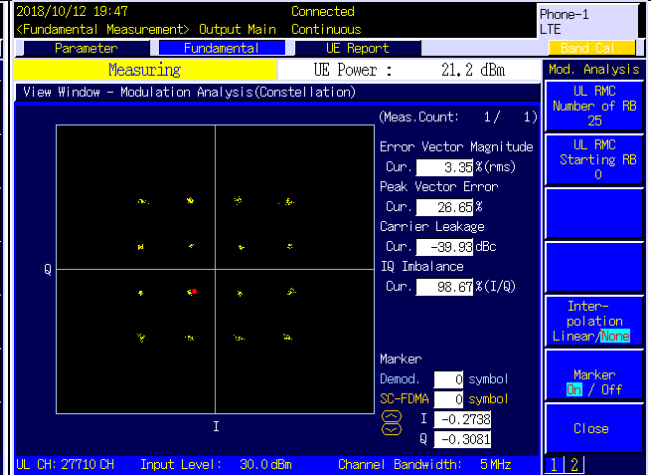 2018/10/12 19:47 Connected Phone-1
<Fundamental Measurement> Output Main Continuous LTE
Parameter Fundamental UE Report Band Cal.
Measuring UE Power : 21.2 dBm Mod. Analysis
View Window - Modulation Analysis(Constellation)
UL RMC
Number of RB
25
(Meas.Count: 1/ 1)
Error Vector Magnitude
Cur. 3.35 %(rms)
Peak Vector Error
Cur. 26.65 %
Carrier Leakage
Cur. -39.93 dBc
IQ Imbalance
Cur. 98.67 %(I/Q)
UL RMC
Starting RB
0
Q
I
Inter-
polation
Linear/None
Marker
Demod. 0 symbol
SC-FDMA 0 symbol
I -0.2738
Q -0.3081
Marker
On / Off
Close
UL CH: 27710 CH Input Level: 30.0 dBm Channel Bandwidth: 5 MHz 1 2